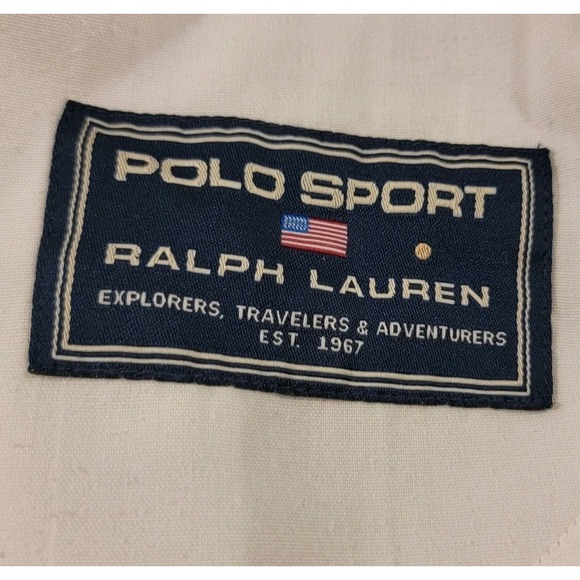 POLO SPORT
RALPH LAUREN
EXPLORERS, TRAVELERS & ADVENTURERS
EST. 1967